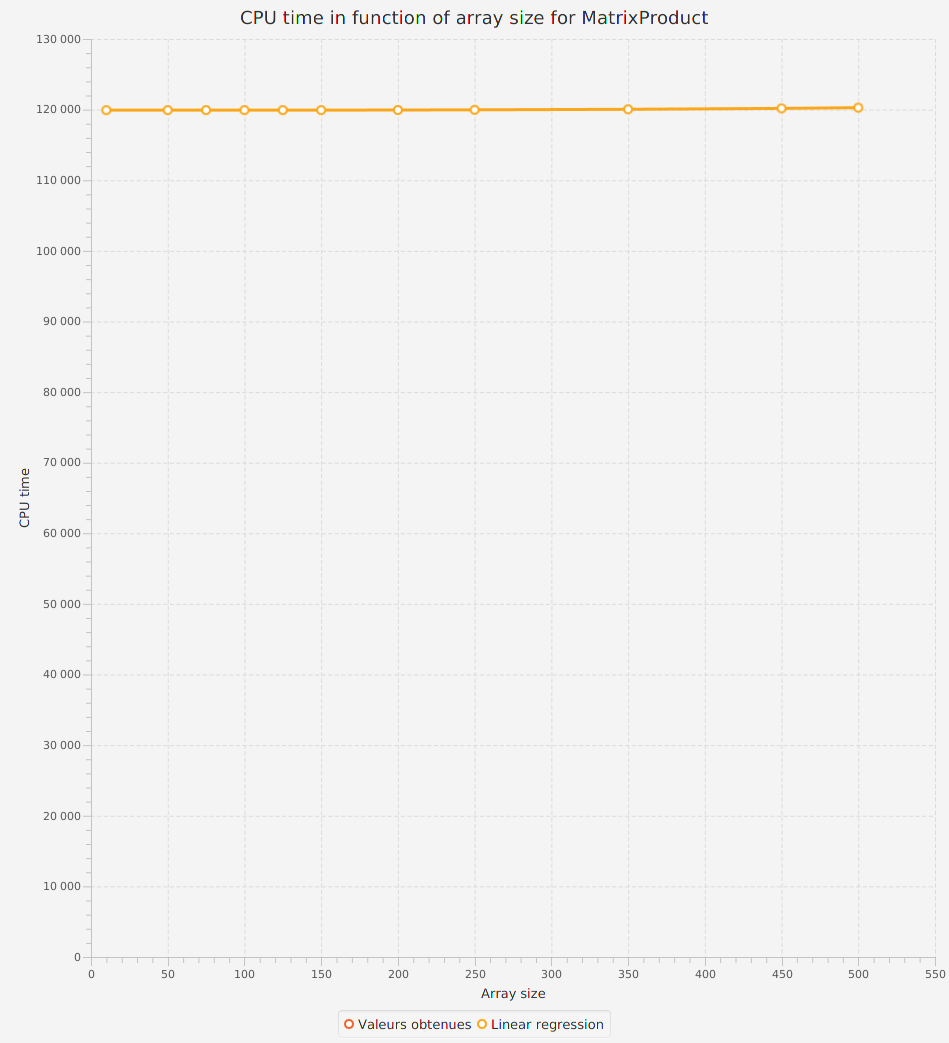 CPU time in function of array size for MatrixProduct
130 000
120 000
110 000
100 000
90 000
80 000
70 000
60 000
50 000
40 000
30 000
20 000
10 000
0
CPU time
0 50 100 150 200 250 300 350 400 450 500 550
Array size
Valeurs obtenues Linear regression